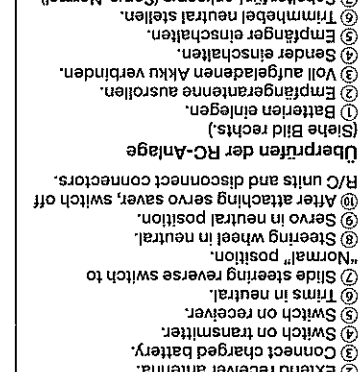 ② Extend receiver antenna.
③ Connect charged battery.
④ Switch on transmitter.
⑤ Switch on receiver.
⑥ Trims in neutral.
⑦ Slide steering reverse switch to
"Normal" position.
⑧ Steering wheel in neutral.
⑨ Servo in neutral position.
⑩ After attaching servo saver, switch off
R/C units and disconnect connectors.
Überprüfen der RC-Anlage
(Siehe Bild rechts.)
① Batterien einlegen.
② Empfängerantenne ausrollen.
③ Voll aufgeladenen Akku verbinden.
④ Sender einschalten.
⑤ Empfänger einschalten.
⑥ Trimmhebel neutral stellen.